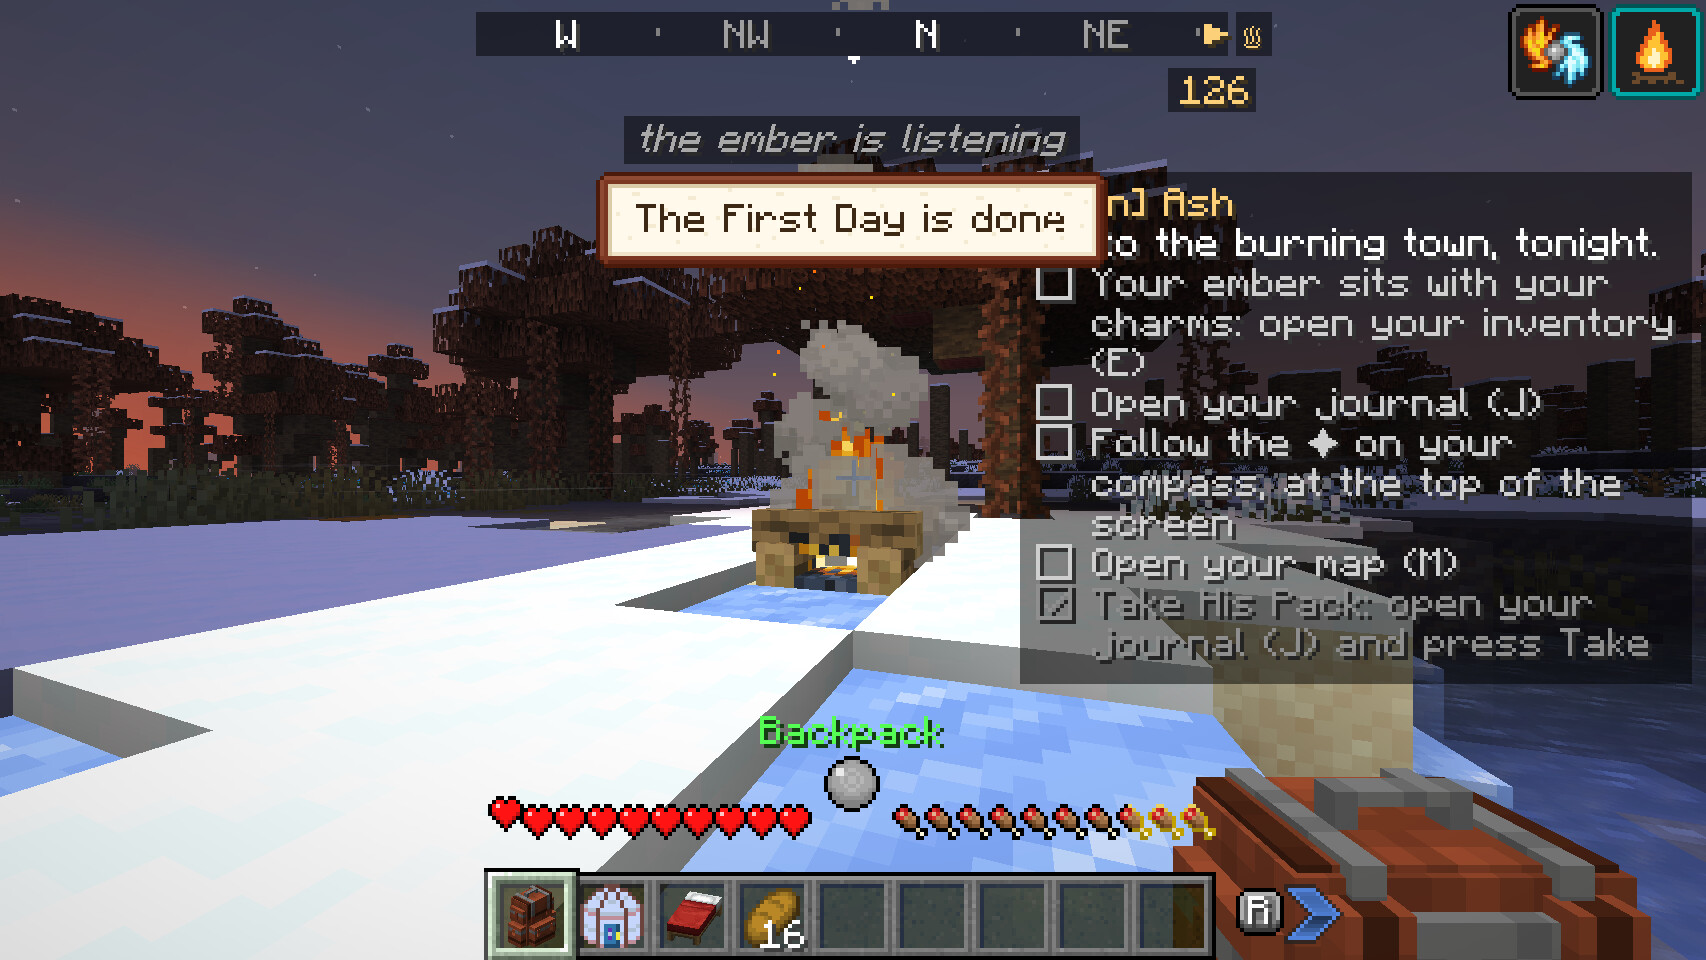 W NW N NE
126
the ember is listening
The First Day is done
n] Ash
to the burning town, tonight.
Your ember sits with your
charms: open your inventory
(E)
Open your journal (J)
Follow the ✦ on your
compass, at the top of the
screen
Open your map (M)
Take His Pack: open your
journal (J) and press Take
Backpack
16
R